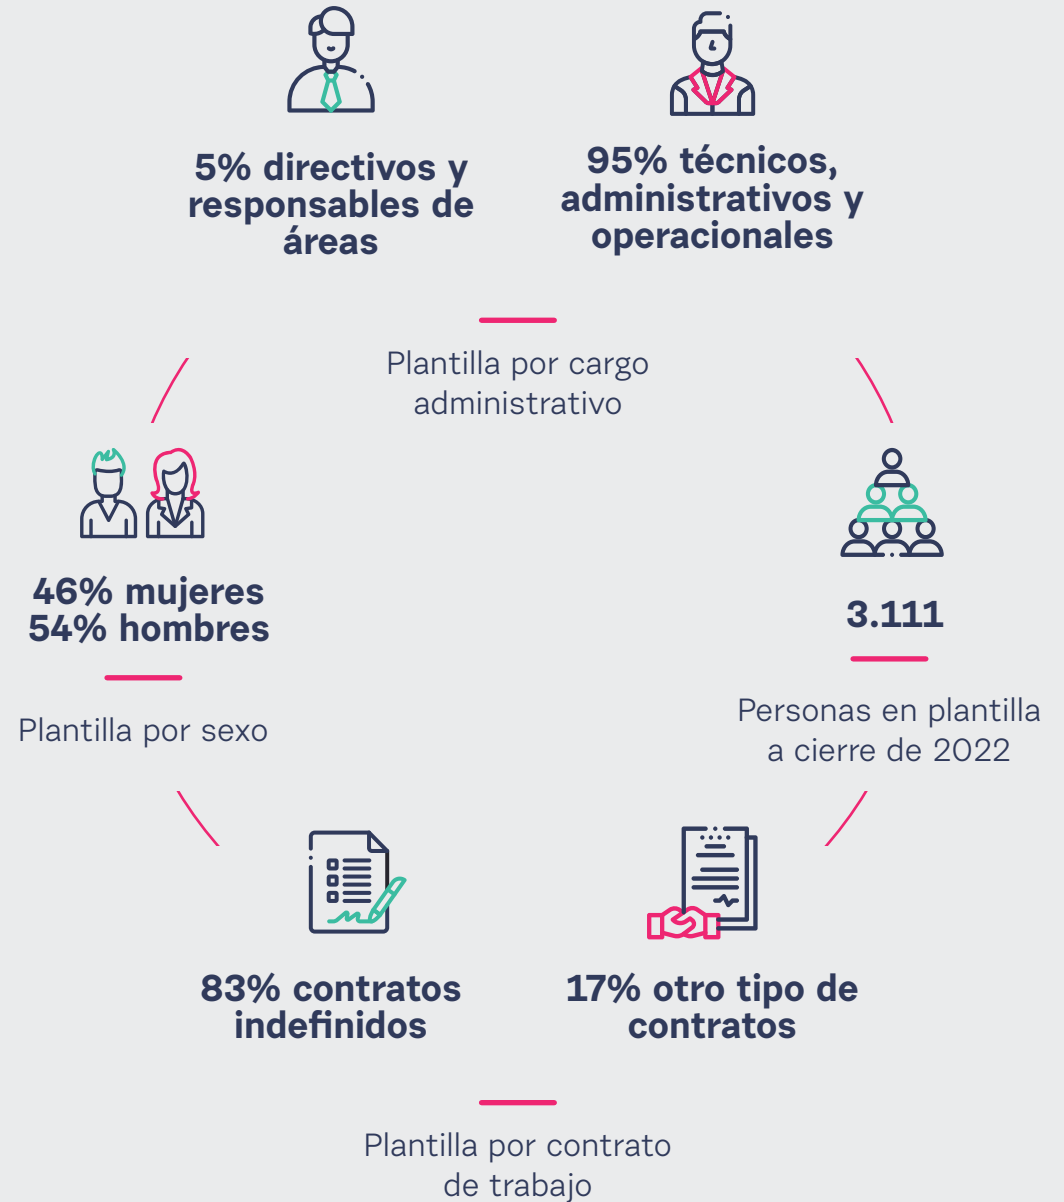 5% directivos y
responsables de
áreas
95% técnicos,
administrativos y
operacionales
Plantilla por cargo
administrativo
46% mujeres
54% hombres
Plantilla por sexo
3.111
Personas en plantilla
a cierre de 2022
83% contratos
indefinidos
17% otro tipo de
contratos
Plantilla por contrato
de trabajo